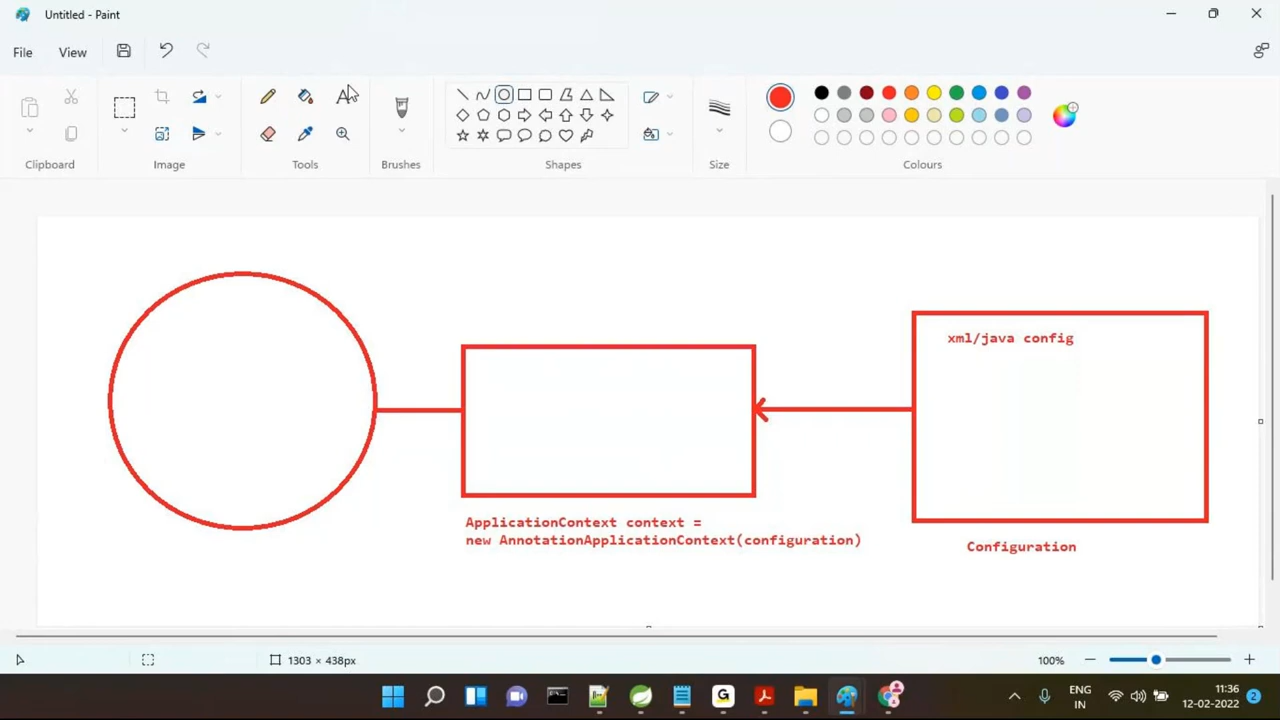 Untitled - Paint
File
View
Clipboard
Image
Tools
Brushes
Shapes
Size
Colours
xml/java config
ApplicationContext context =
new AnnotationApplicationContext(configuration)
Configuration
1303 × 438px
100%
ENG
IN
11:36
12-02-2022
2